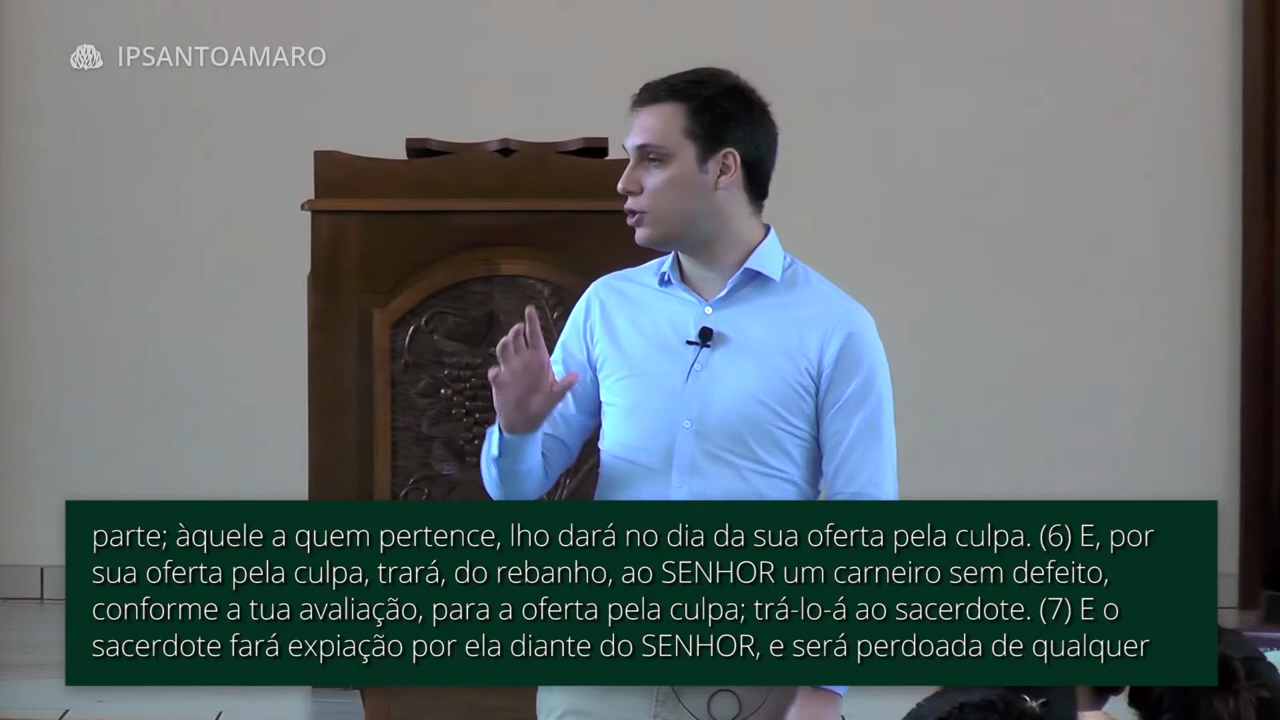 IPSANTOAMARO
parte; àquele a quem pertence, lho dará no dia da sua oferta pela culpa. (6) E, por
sua oferta pela culpa, trará, do rebanho, ao SENHOR um carneiro sem defeito,
conforme a tua avaliação, para a oferta pela culpa; trá-lo-á ao sacerdote. (7) E o
sacerdote fará expiação por ela diante do SENHOR, e será perdoada de qualquer